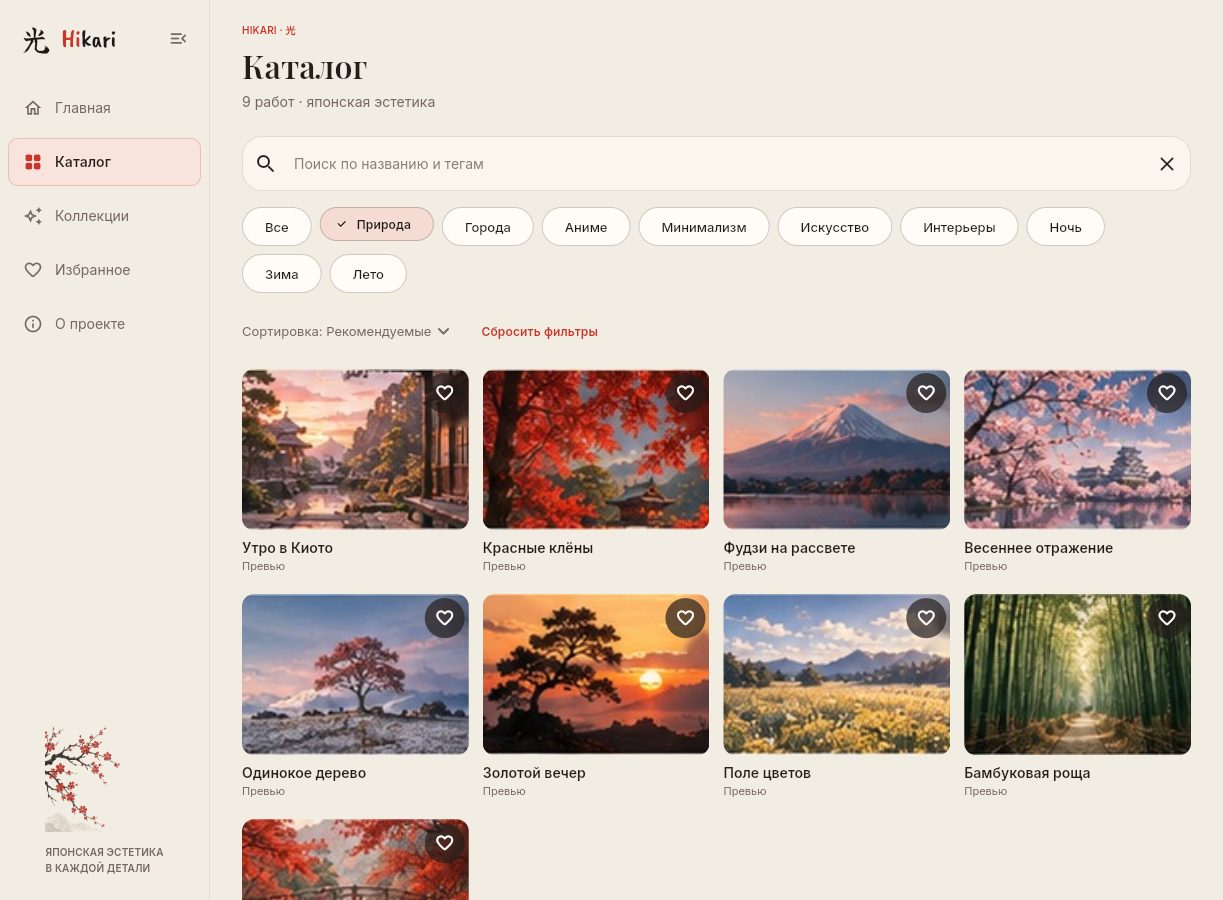 光 Hikari
Главная
Каталог
Коллекции
Избранное
О проекте
ЯПОНСКАЯ ЭСТЕТИКА
В КАЖДОЙ ДЕТАЛИ
HIKARI · 光
Каталог
9 работ · японская эстетика
Поиск по названию и тегам
Все Природа Города Аниме Минимализм Искусство Интерьеры Ночь
Зима Лето
Сортировка: Рекомендуемые Сбросить фильтры
Утро в Киото Красные клёны Фудзи на рассвете Весеннее отражение
Превью Превью Превью Превью
Одинокое дерево Золотой вечер Поле цветов Бамбуковая роща
Превью Превью Превью Превью